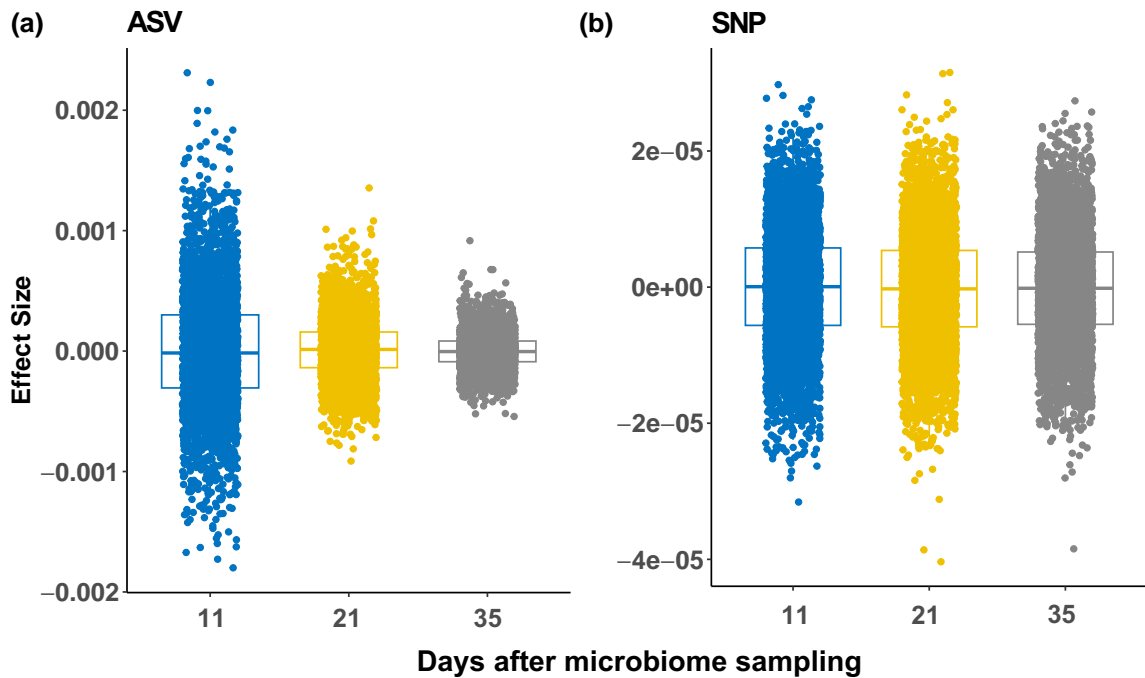 (a) ASV
0.002
0.001
0.000
−0.001
−0.002
Effect Size
11 21 35
(b) SNP
2e−05
0e+00
−2e−05
−4e−05
11 21 35
Days after microbiome sampling